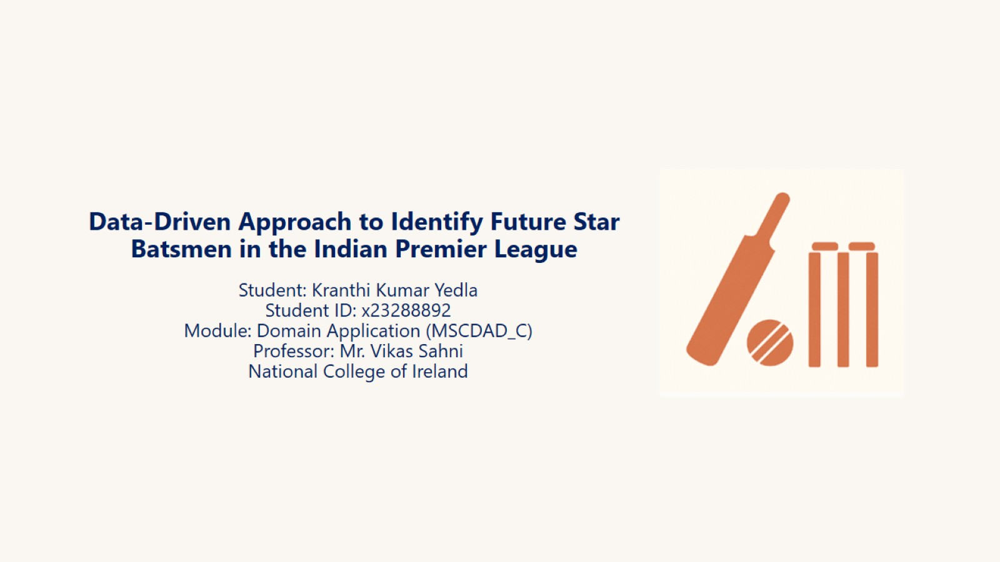 Data-Driven Approach to Identify Future Star
Batsmen in the Indian Premier League
Student: Kranthi Kumar Yedla
Student ID: x23288892
Module: Domain Application (MSCDAD_C)
Professor: Mr. Vikas Sahni
National College of Ireland